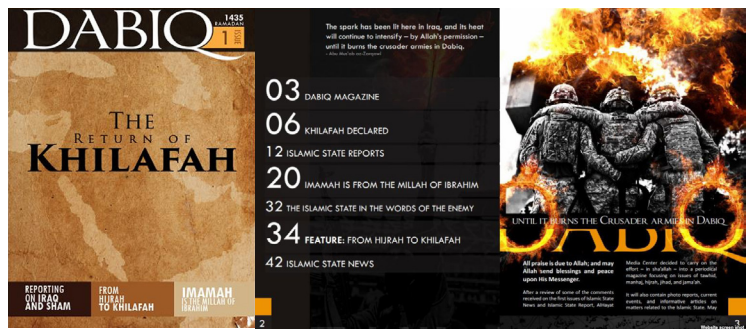 DABIQ
1435
RAMADAN
ISSUE
1
THE
RETURN OF
KHILAFAH
REPORTING
ON IRAQ
AND SHAM
FROM
HIJRAH
TO KHILAFAH
IMAMAH
IS THE MILLAH OF
IBRAHIM
The spark has been lit here in Iraq, and its heat
will continue to intensify – by Allah's permission –
until it burns the crusader armies in Dabiq.
03 DABIQ MAGAZINE
06 KHILAFAH DECLARED
12 ISLAMIC STATE REPORTS
20 IMAMAH IS FROM THE MILLAH OF IBRAHIM
32 THE ISLAMIC STATE IN THE WORDS OF THE ENEMY
34 FEATURE: FROM HIJRAH TO KHILAFAH
42 ISLAMIC STATE NEWS
2
UNTIL IT BURNS THE CRUSADER ARMIES IN DABIQ
DABIQ
All praise is due to Allah; and may
Allah send blessings and peace
upon His Messenger.
After a review of some of the comments
received on the first issues of Islamic State
News and Islamic State Report, Alhayat
Media Center decided to carry on the
effort – in sha'allah – into a periodical
magazine focusing on issues of tawhid,
manhaj, hijrah, jihad, and jama'ah.
It will also contain photo reports, current
events, and informative articles on
matters related to the Islamic State. May
3
Website screen shot